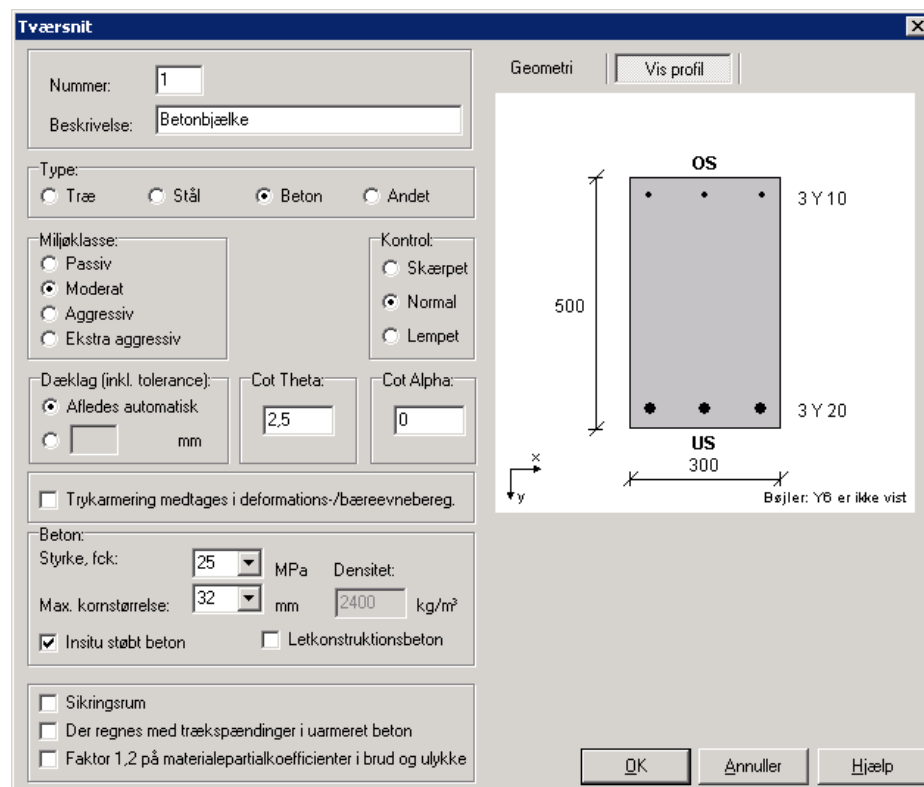 Tværsnit
Nummer: 1
Beskrivelse: Betonbjælke
Type:
Træ Stål Beton Andet
Miljøklasse:
Passiv
Moderat
Aggressiv
Ekstra aggressiv
Kontrol:
Skærpet
Normal
Lempet
Dæklag (inkl. tolerance):
Afledes automatisk
mm
Cot Theta:
2,5
Cot Alpha:
0
Trykarmering medtages i deformations-/bæreevnebereg.
Beton:
Styrke, fck: 25 MPa
Densitet:
Max. kornstørrelse: 32 mm 2400 kg/m³
Insitu støbt beton Letkonstruktionsbeton
Sikringsrum
Der regnes med trækspændinger i uarmeret beton
Faktor 1,2 på materialepartialkoefficienter i brud og ulykke
Geometri Vis profil
OS
3 Y 10
500
3 Y 20
US
300
x
y
Bøjler: Y6 er ikke vist
OK Annuller Hjælp